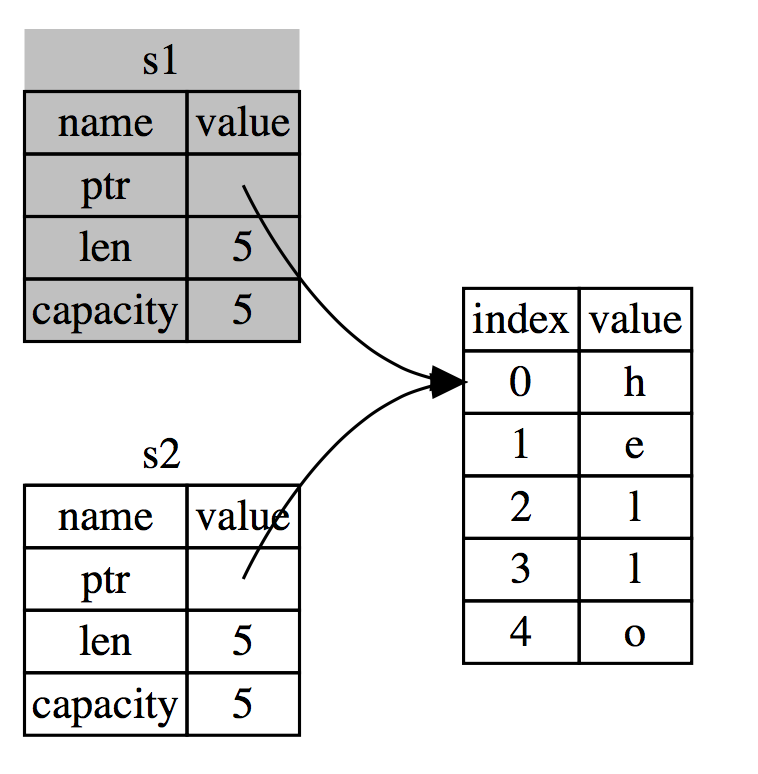 s1
name value
ptr
len 5
capacity 5
s2
name value
ptr
len 5
capacity 5
index value
0 h
1 e
2 l
3 l
4 o